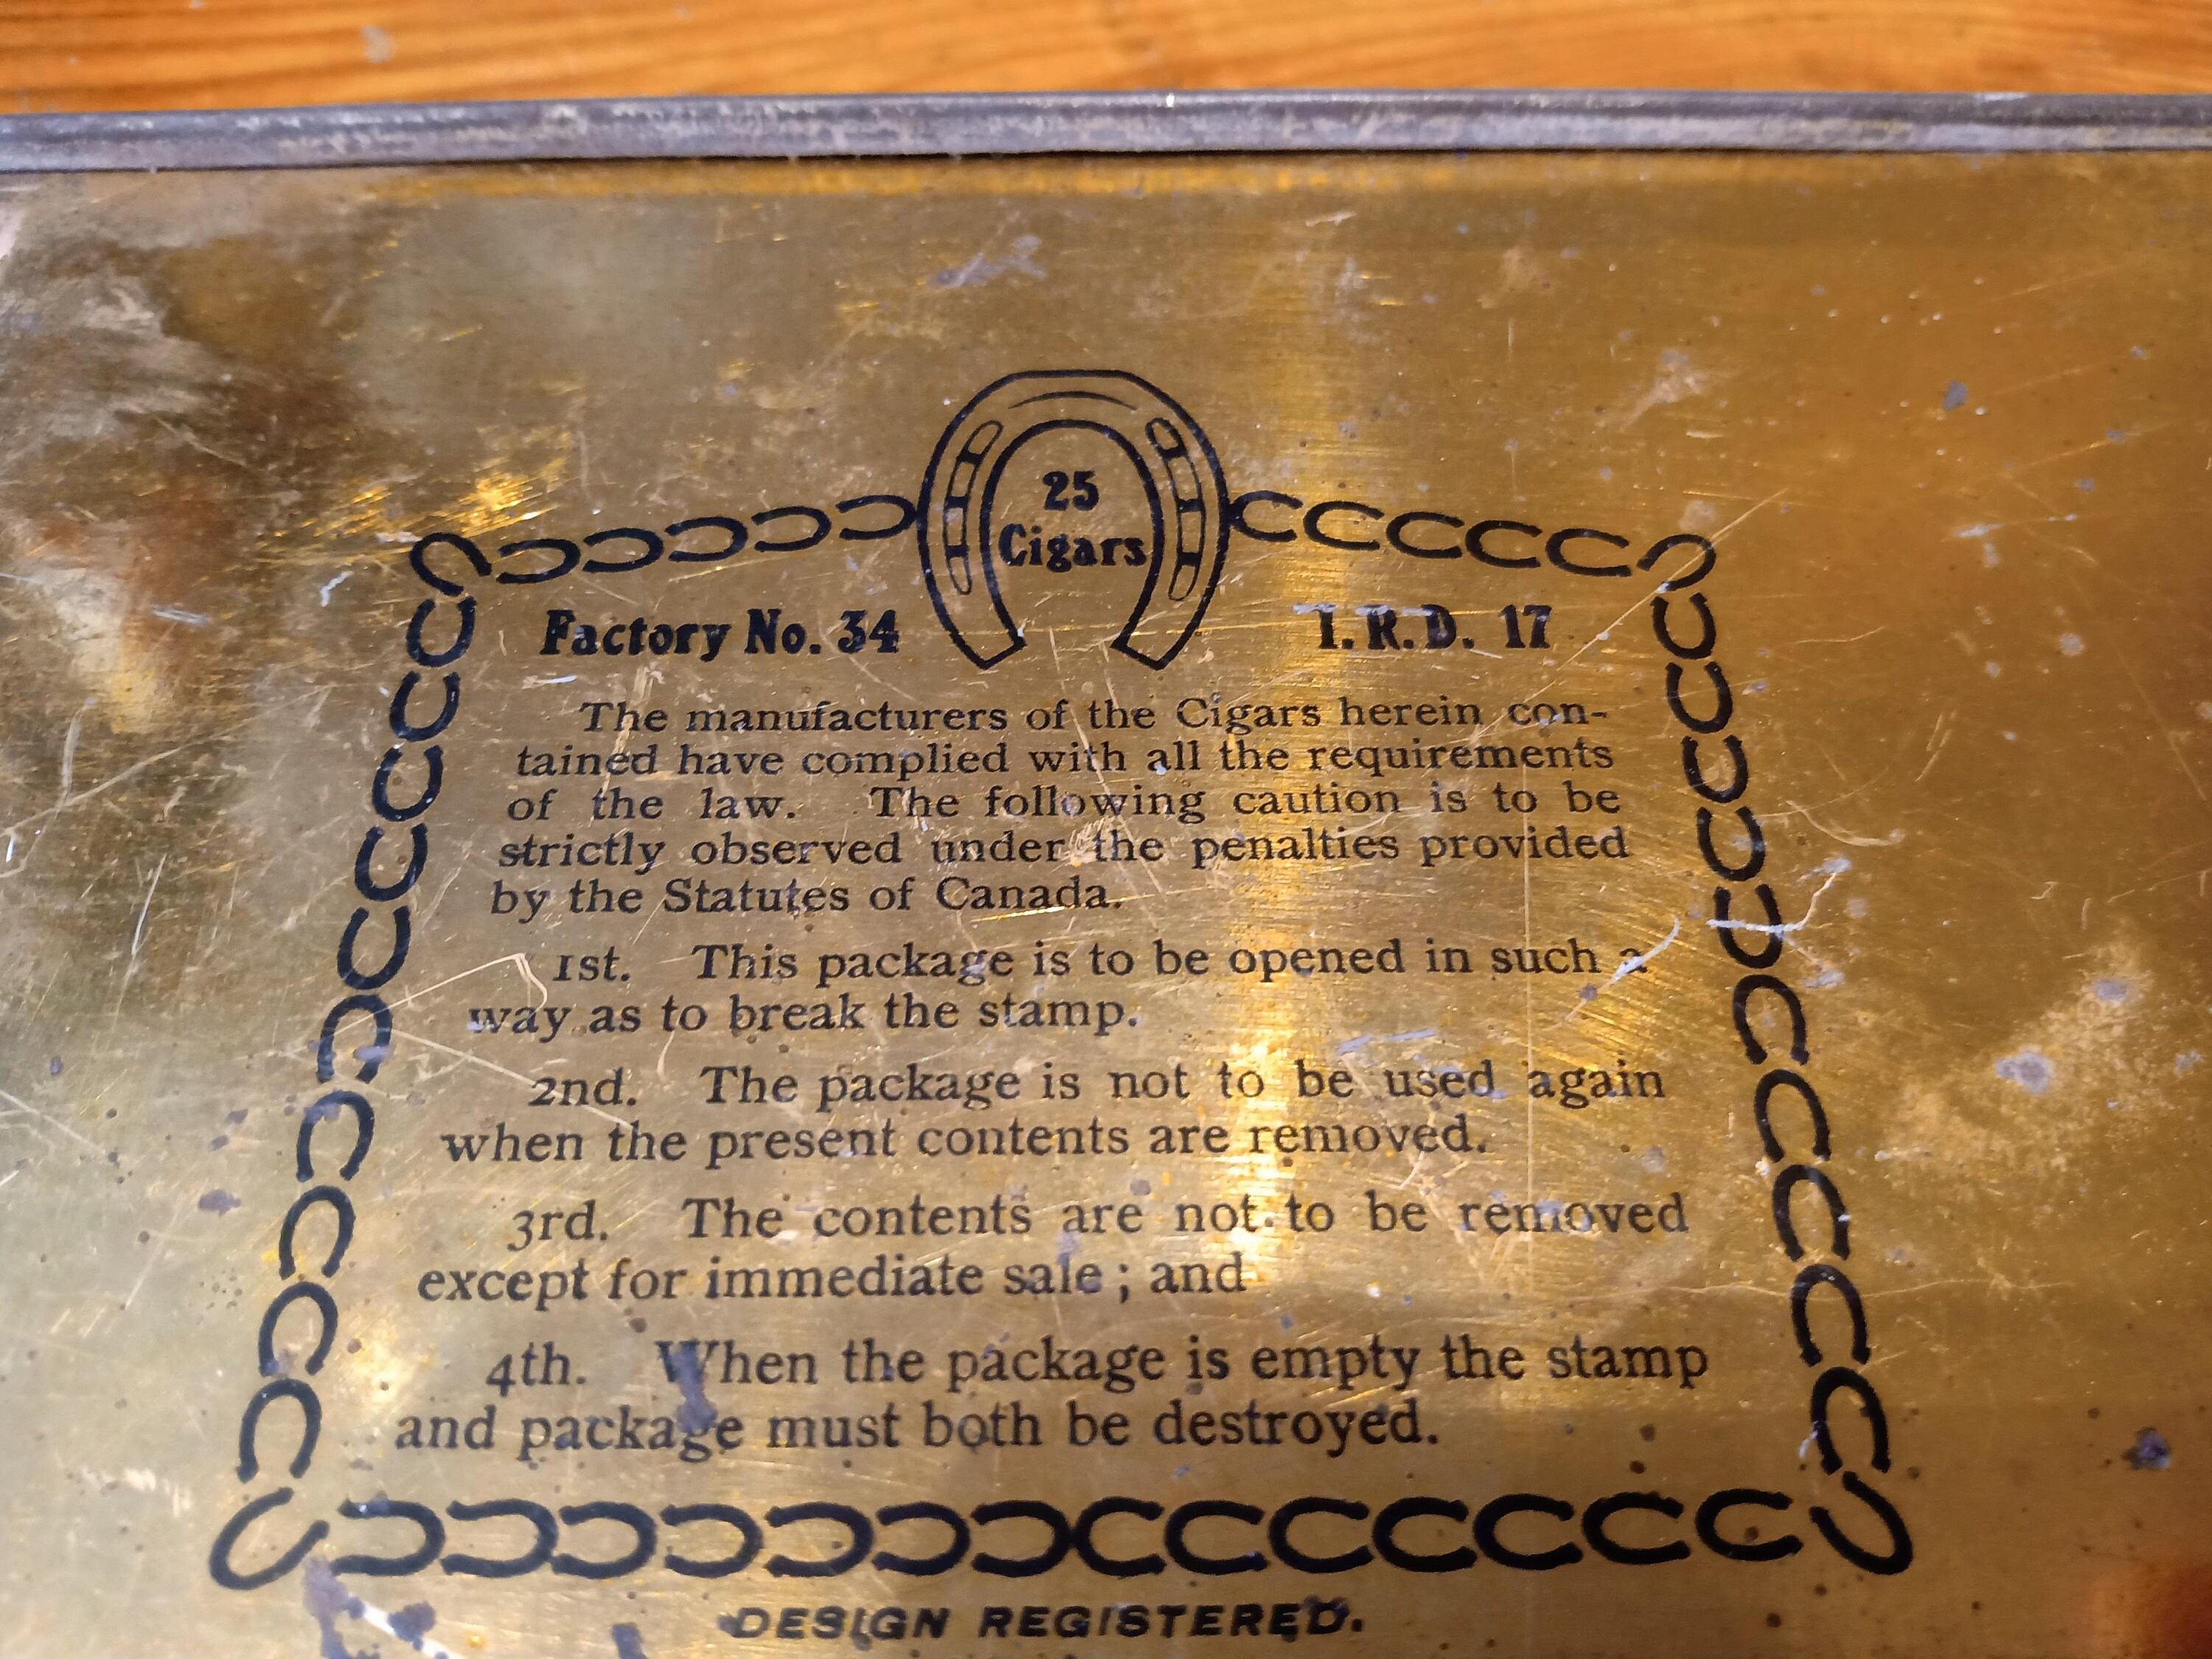 25
Cigars
Factory No. 34 I.R.D. 17
The manufacturers of the Cigars herein con-
tained have complied with all the requirements
of the law. The following caution is to be
strictly observed under the penalties provided
by the Statutes of Canada.
1st. This package is to be opened in such a
way as to break the stamp.
2nd. The package is not to be used again
when the present contents are removed.
3rd. The contents are not to be removed
except for immediate sale ; and
4th. When the package is empty the stamp
and package must both be destroyed.
DESIGN REGISTERED.